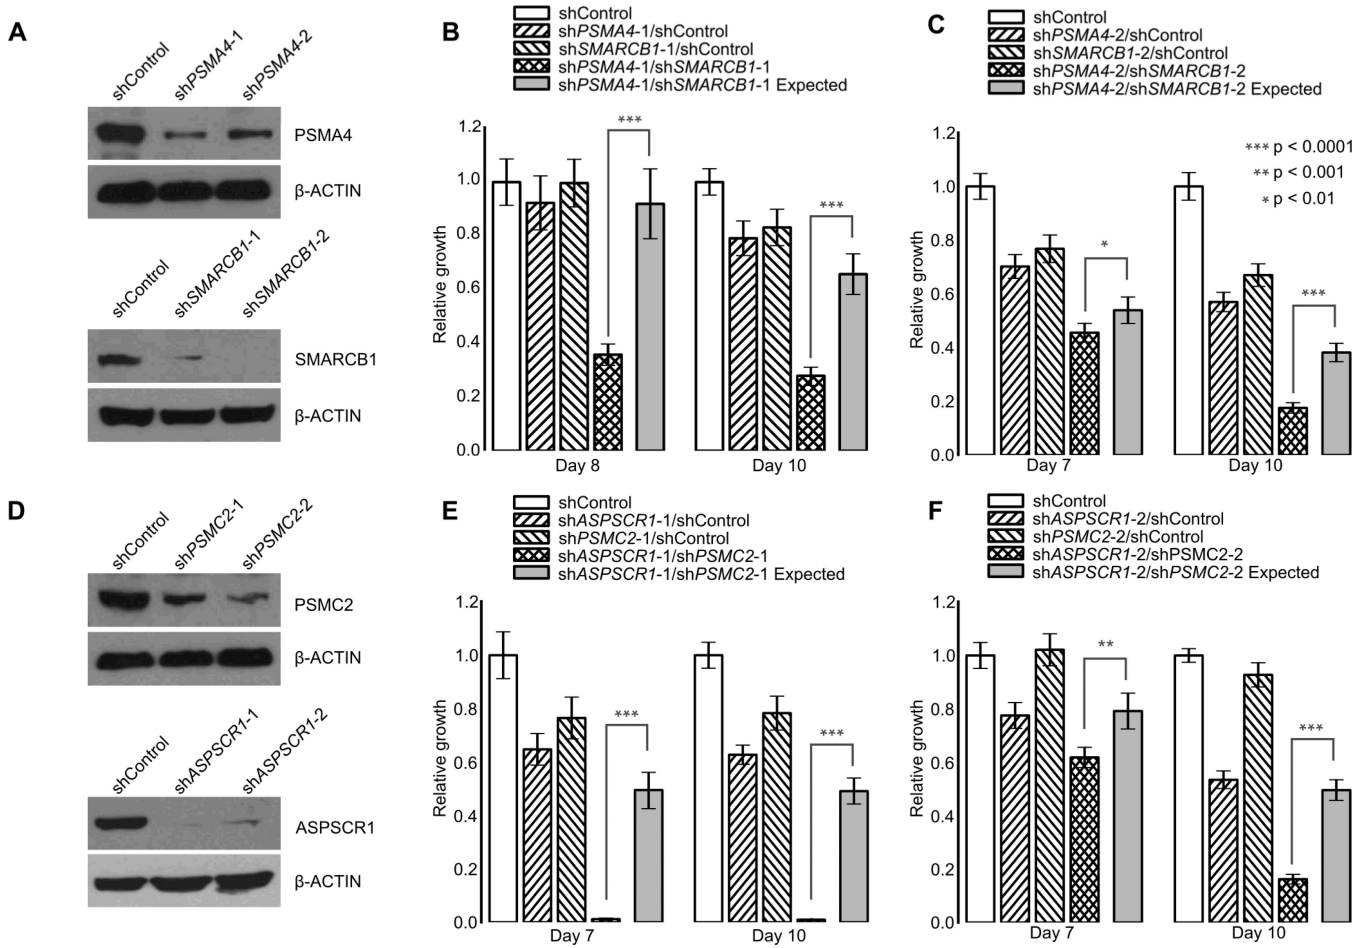 A
shControl
shPSMA4-1
shPSMA4-2
PSMA4
β-ACTIN
shControl
shSMARCB1-1
shSMARCB1-2
SMARCB1
β-ACTIN
B
shControl
shPSMA4-1/shControl
shSMARCB1-1/shControl
shPSMA4-1/shSMARCB1-1
shPSMA4-1/shSMARCB1-1 Expected
Relative growth
1.2
1.0
0.8
0.6
0.4
0.2
0.0
***
***
Day 8
Day 10
C
shControl
shPSMA4-2/shControl
shSMARCB1-2/shControl
shPSMA4-2/shSMARCB1-2
shPSMA4-2/shSMARCB1-2 Expected
*** p < 0.0001
** p < 0.001
* p < 0.01
Relative growth
1.2
1.0
0.8
0.6
0.4
0.2
0.0
*
***
Day 7
Day 10
D
shControl
shPSMC2-1
shPSMC2-2
PSMC2
β-ACTIN
shControl
shASPSCR1-1
shASPSCR1-2
ASPSCR1
β-ACTIN
E
shControl
shASPSCR1-1/shControl
shPSMC2-1/shControl
shASPSCR1-1/shPSMC2-1
shASPSCR1-1/shPSMC2-1 Expected
Relative growth
1.2
1.0
0.8
0.6
0.4
0.2
0.0
***
***
Day 7
Day 10
F
shControl
shASPSCR1-2/shControl
shPSMC2-2/shControl
shASPSCR1-2/shPSMC2-2
shASPSCR1-2/shPSMC2-2 Expected
Relative growth
1.2
1.0
0.8
0.6
0.4
0.2
0.0
**
***
Day 7
Day 10